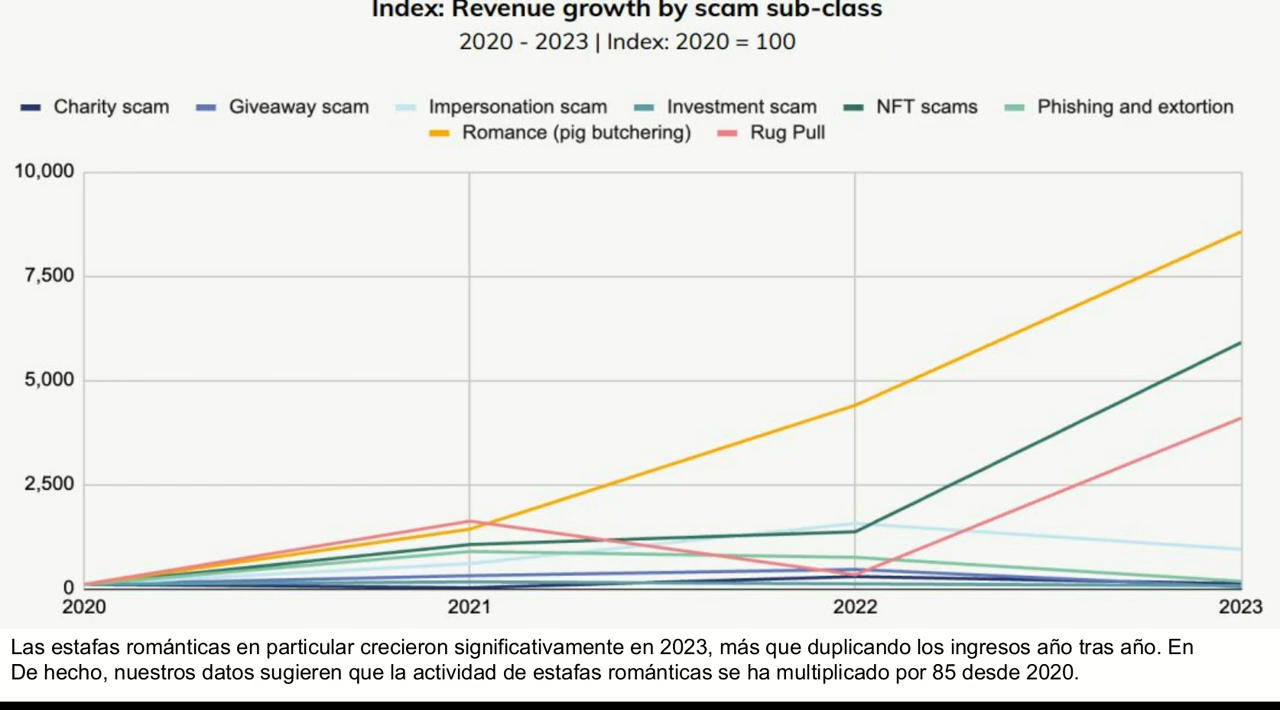 Index: Revenue growth by scam sub-class
2020 - 2023 | Index: 2020 = 100
Charity scam Giveaway scam Impersonation scam Investment scam NFT scams Phishing and extortion
Romance (pig butchering) Rug Pull
10,000
7,500
5,000
2,500
0
2020 2021 2022 2023
Las estafas románticas en particular crecieron significativamente en 2023, más que duplicando los ingresos año tras año. En
De hecho, nuestros datos sugieren que la actividad de estafas románticas se ha multiplicado por 85 desde 2020.